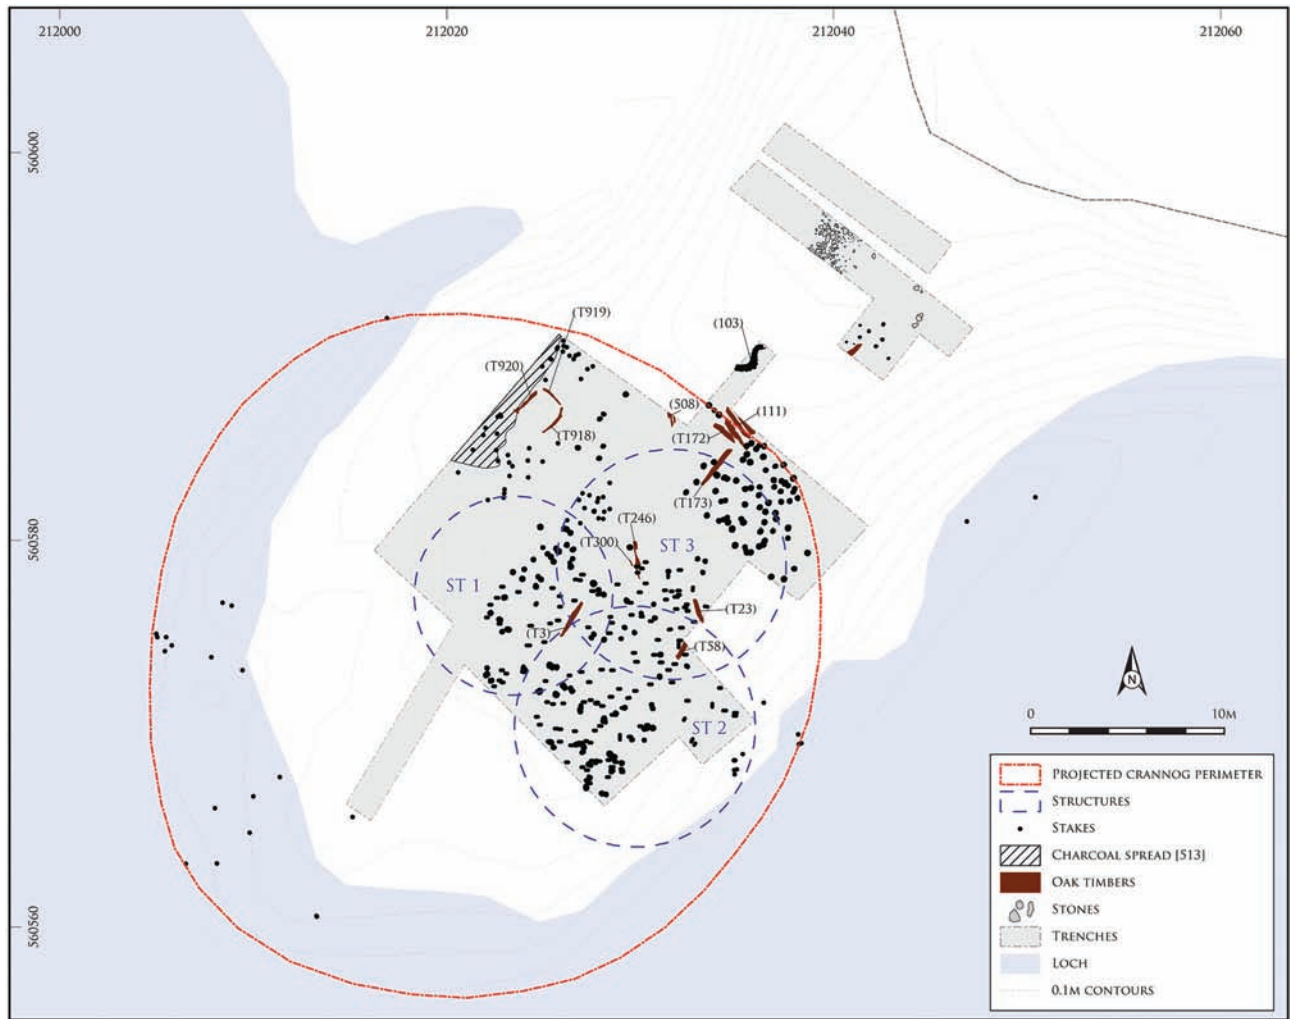 212000
212020
212040
212060
560600
560580
560560
(T919)
(103)
(T920)
(508)
(111)
(T918)
(T172)
(T173)
(T246)
(T300)
ST 3
ST 1
(T23)
(T3)
(T58)
ST 2
N
0
10M
PROJECTED CRANNOG PERIMETER
STRUCTURES
STAKES
CHARCOAL SPREAD [513]
OAK TIMBERS
STONES
TRENCHES
LOCH
0.1M CONTOURS